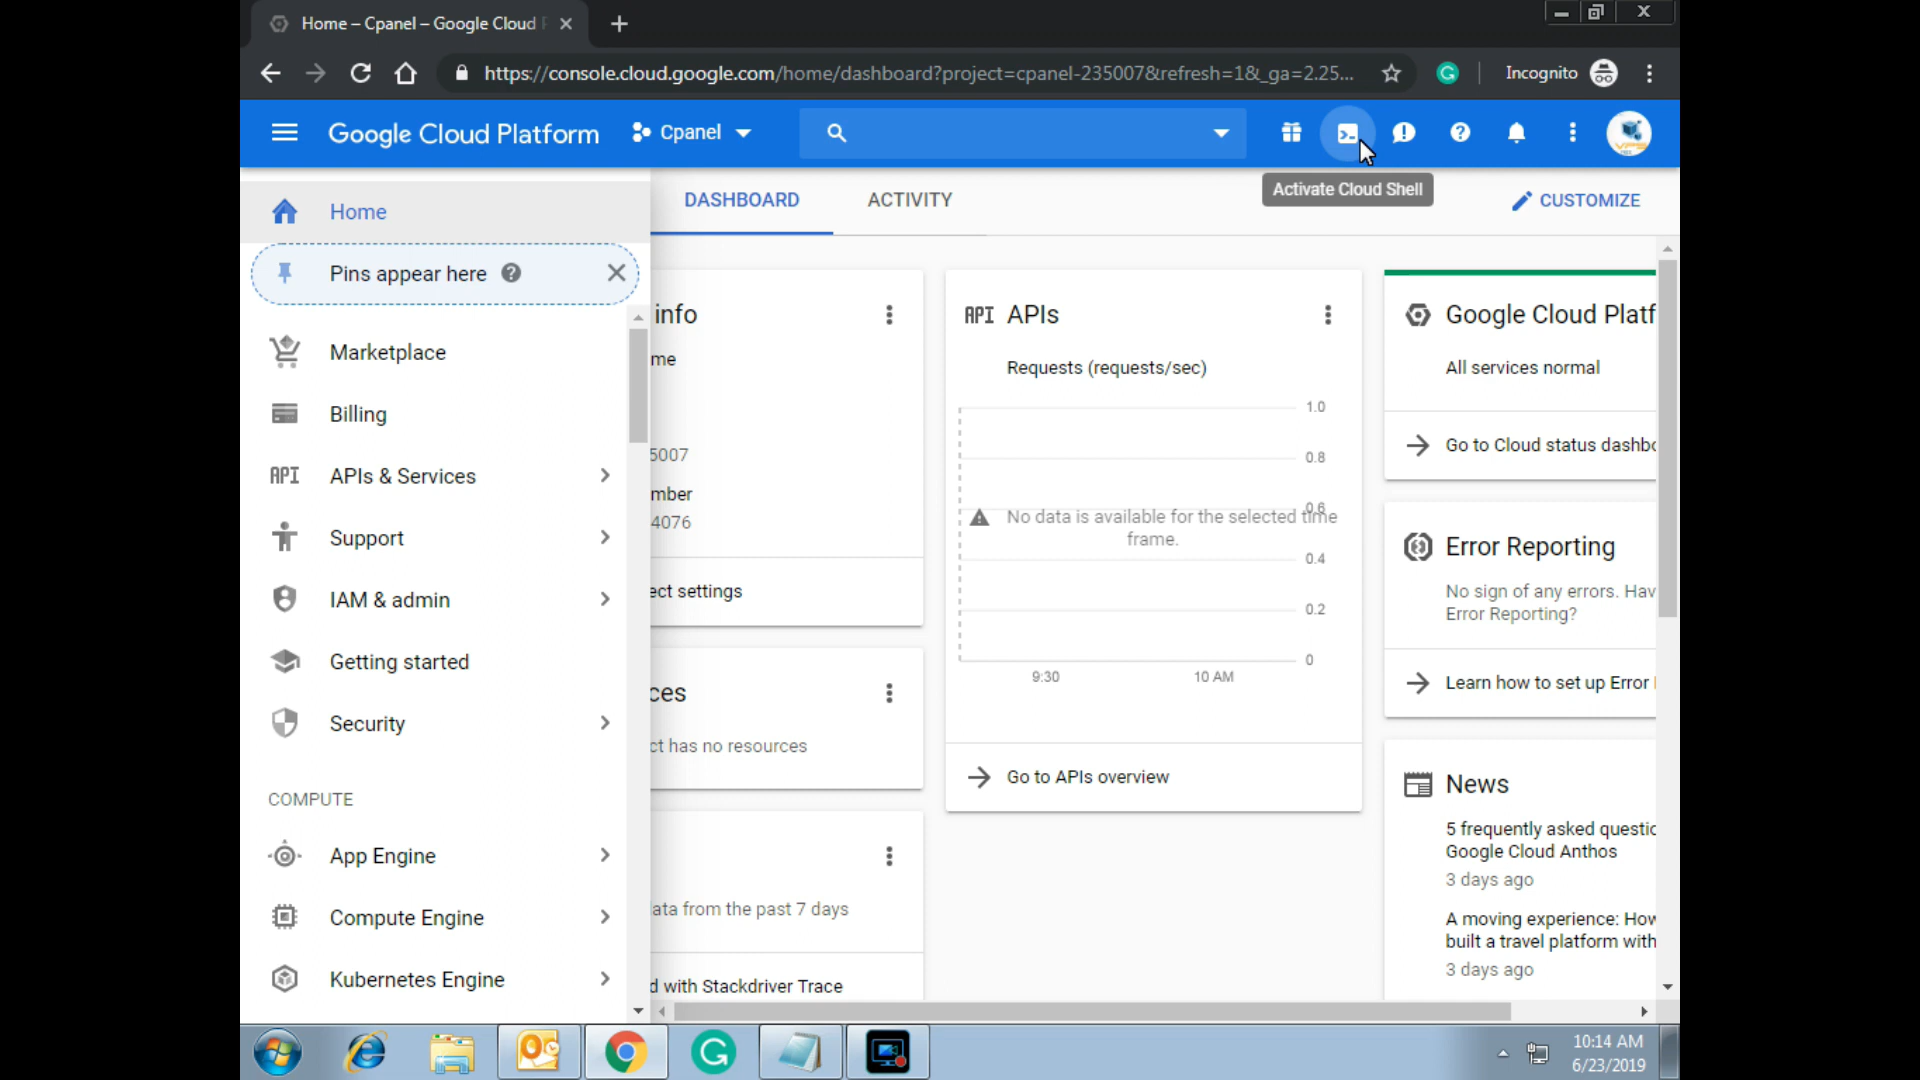 Home – Cpanel – Google Cloud
https://console.cloud.google.com/home/dashboard?project=cpanel-235007&refresh=1&_ga=2.25...
Incognito
Google Cloud Platform
Cpanel
Activate Cloud Shell
Home
DASHBOARD
ACTIVITY
CUSTOMIZE
Pins appear here
Marketplace
Billing
APIs & Services
Support
IAM & admin
Getting started
Security
COMPUTE
App Engine
Compute Engine
Kubernetes Engine
info
me
5007
mber
4076
ect settings
ces
ct has no resources
ata from the past 7 days
d with Stackdriver Trace
API APIs
Requests (requests/sec)
1.0
0.8
0.6
No data is available for the selected time
frame.
0.4
0.2
0
9:30
10 AM
Go to APIs overview
Google Cloud Platf
All services normal
Go to Cloud status dashbo
Error Reporting
No sign of any errors. Hav
Error Reporting?
Learn how to set up Error
News
5 frequently asked questic
Google Cloud Anthos
3 days ago
A moving experience: How
built a travel platform with
3 days ago
10:14 AM
6/23/2019